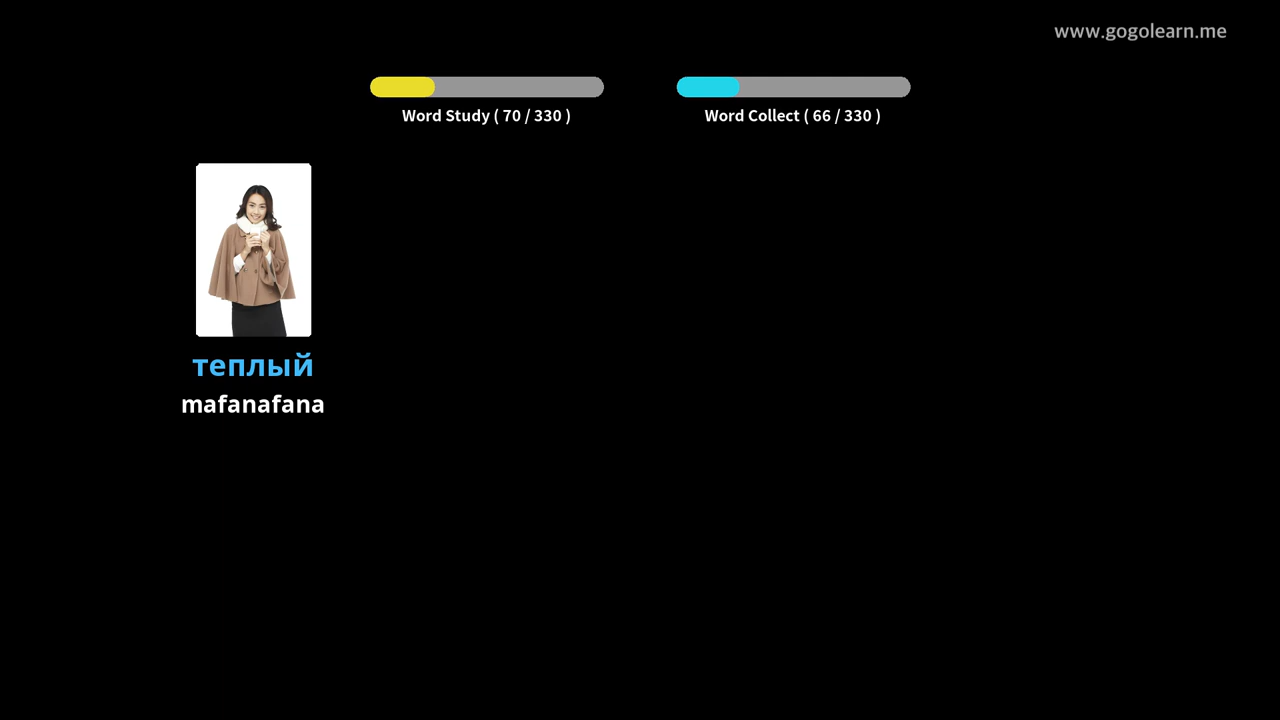 www.gogolearn.me
Word Study ( 70 / 330 )
Word Collect ( 66 / 330 )
теплый
mafanafana